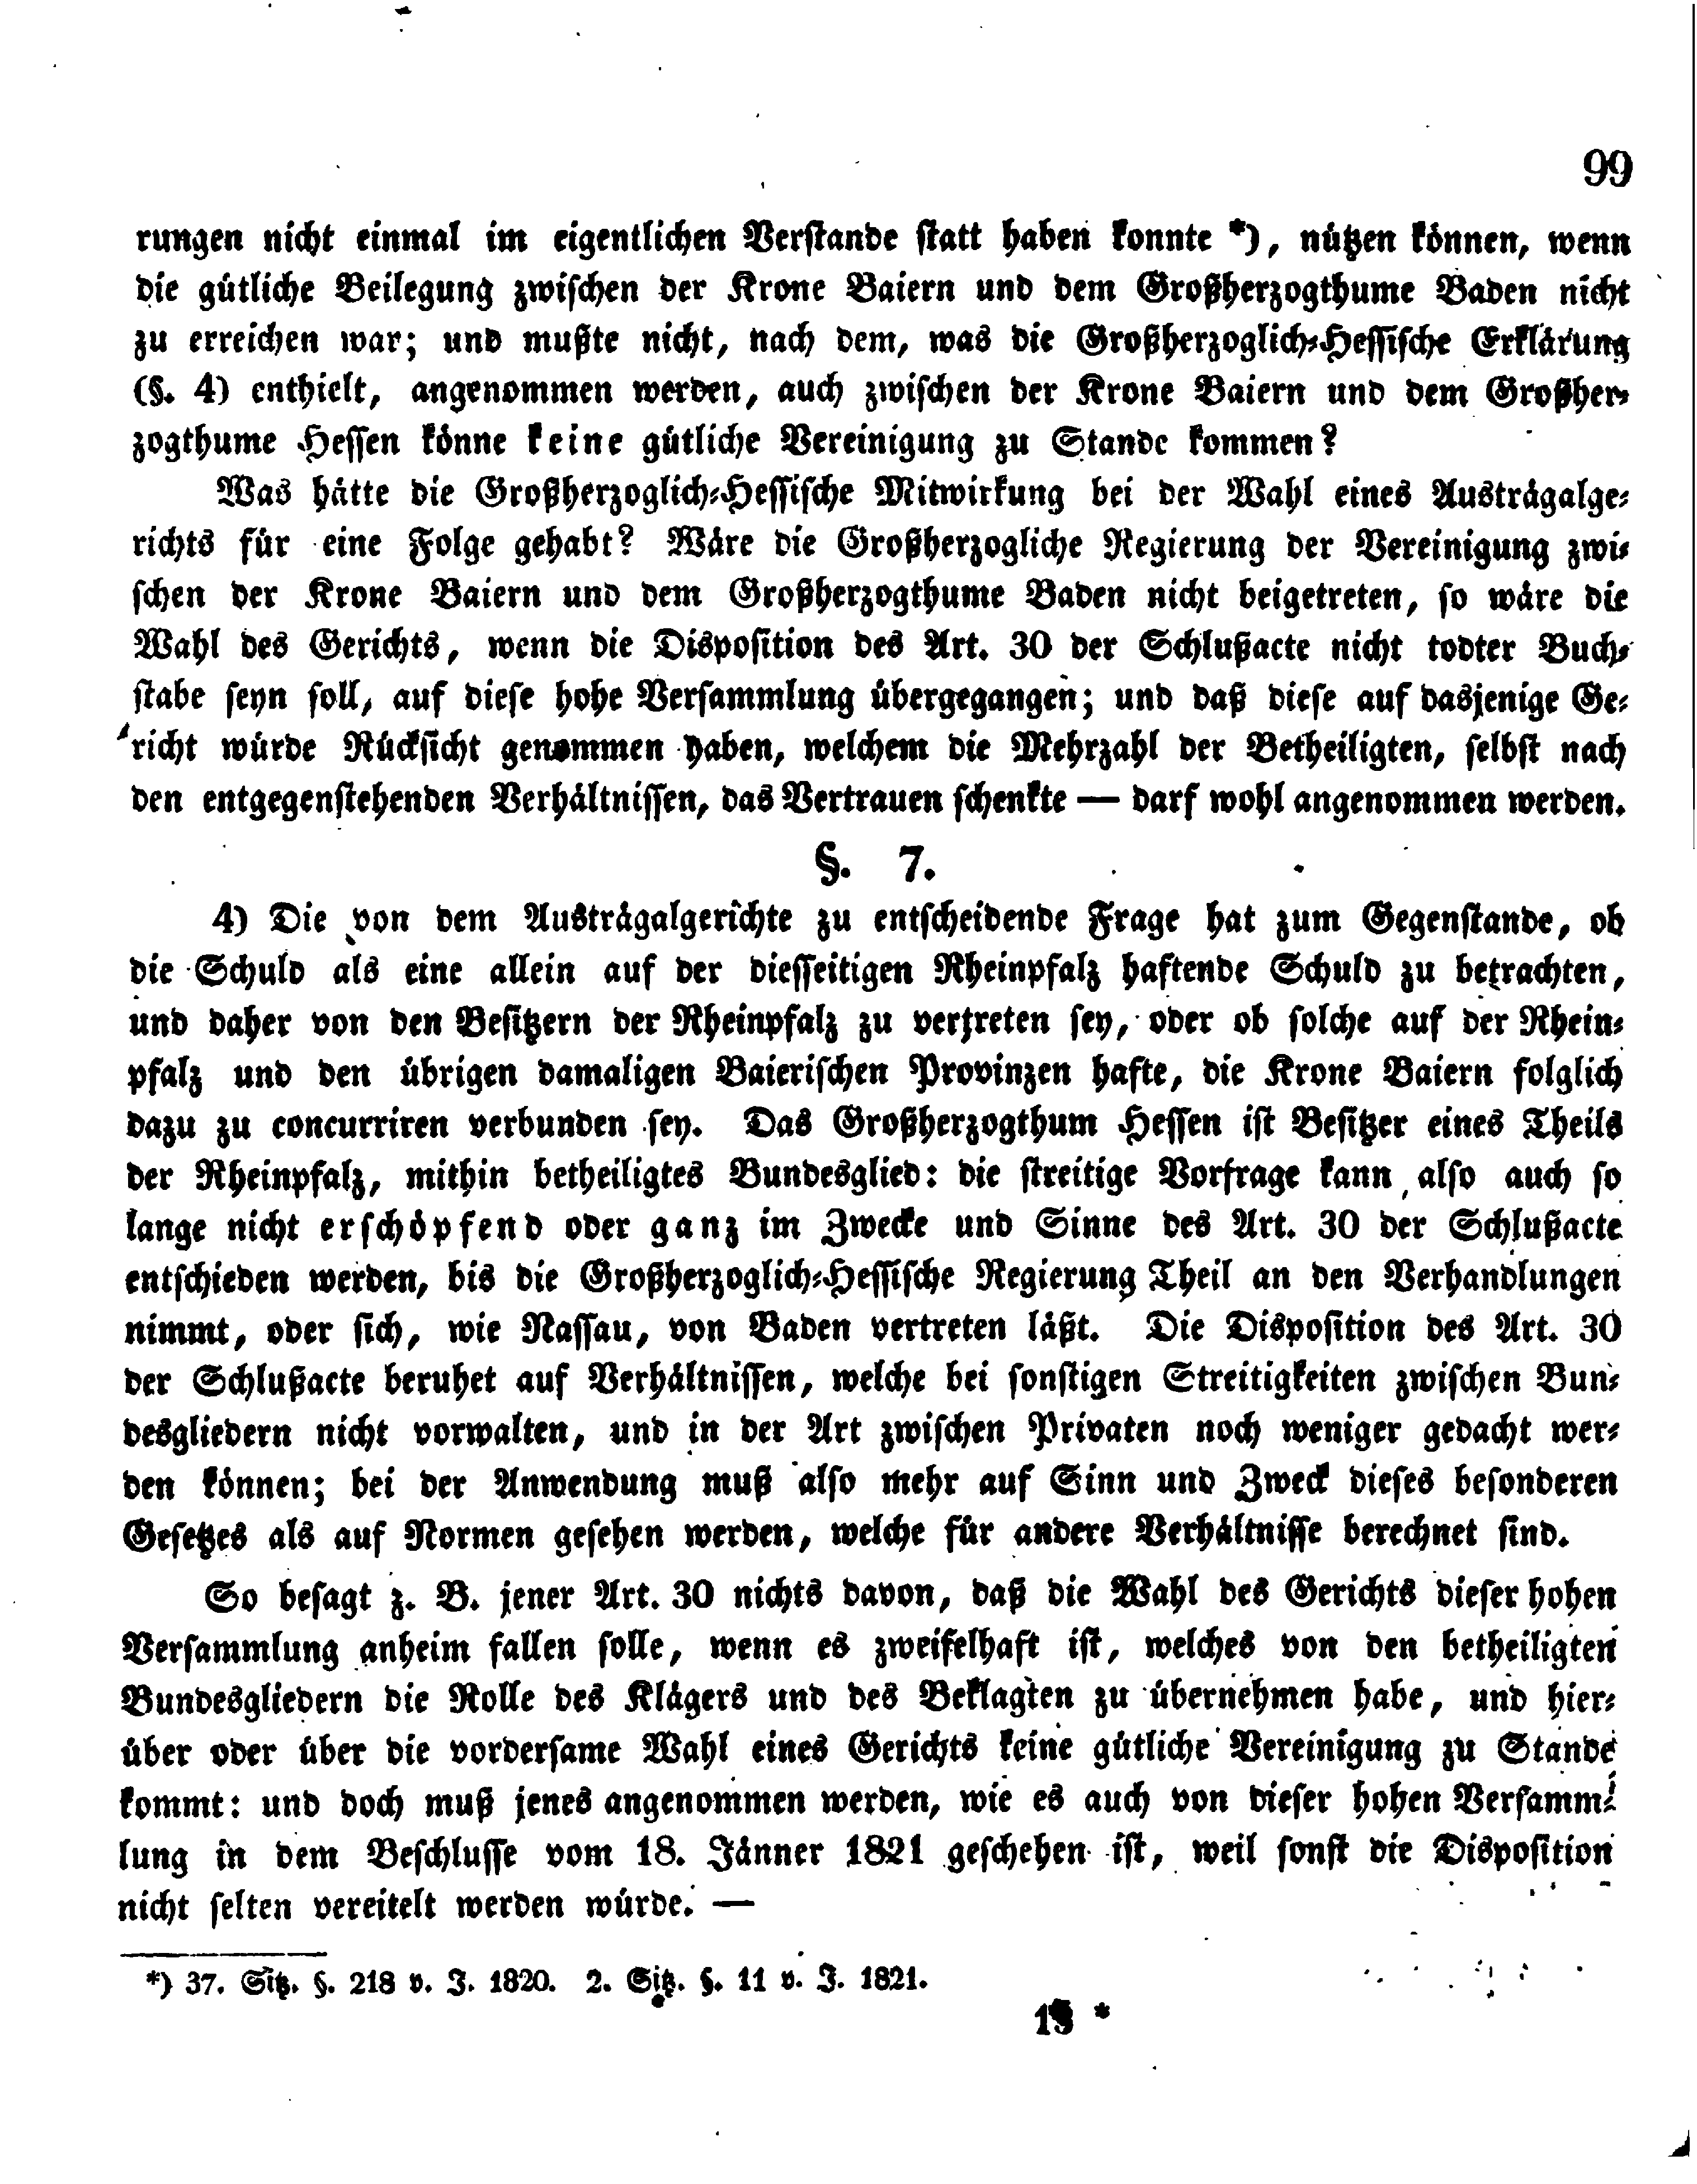 99
rungen nicht einmal im eigentlichen Verstande statt haben konnte *), nützen können, wenn
die gütliche Beilegung zwischen der Krone Baiern und dem Großherzogthume Baden nicht
zu erreichen war; und mußte nicht, nach dem, was die Großherzoglich-Hessische Erklärung
(§. 4) enthielt, angenommen werden, auch zwischen der Krone Baiern und dem Großher-
zogthume Hessen könne keine gütliche Vereinigung zu Stande kommen?
Was hätte die Großherzoglich-Hessische Mitwirkung bei der Wahl eines Austrägalge-
richts für eine Folge gehabt? Wäre die Großherzogliche Regierung der Vereinigung zwi-
schen der Krone Baiern und dem Großherzogthume Baden nicht beigetreten, so wäre die
Wahl des Gerichts, wenn die Disposition des Art. 30 der Schlußacte nicht todter Buch-
stabe seyn soll, auf diese hohe Versammlung übergegangen; und daß diese auf dasjenige Ge-
richt würde Rücksicht genommen haben, welchem die Mehrzahl der Betheiligten, selbst nach
den entgegenstehenden Verhältnissen, das Vertrauen schenkte — darf wohl angenommen werden.
§. 7.
4) Die von dem Austrägalgerichte zu entscheidende Frage hat zum Gegenstande, ob
die Schuld als eine allein auf der diesseitigen Rheinpfalz haftende Schuld zu betrachten,
und daher von den Besitzern der Rheinpfalz zu vertreten sey, oder ob solche auf der Rhein-
pfalz und den übrigen damaligen Baierischen Provinzen hafte, die Krone Baiern folglich
dazu zu concurriren verbunden sey. Das Großherzogthum Hessen ist Besitzer eines Theils
der Rheinpfalz, mithin betheiligtes Bundesglied: die streitige Vorfrage kann also auch so
lange nicht erschöpfend oder ganz im Zwecke und Sinne des Art. 30 der Schlußacte
entschieden werden, bis die Großherzoglich-Hessische Regierung Theil an den Verhandlungen
nimmt, oder sich, wie Nassau, von Baden vertreten läßt. Die Disposition des Art. 30
der Schlußacte beruhet auf Verhältnissen, welche bei sonstigen Streitigkeiten zwischen Bun-
desgliedern nicht vorwalten, und in der Art zwischen Privaten noch weniger gedacht wer-
den können; bei der Anwendung muß also mehr auf Sinn und Zweck dieses besonderen
Gesetzes als auf Normen gesehen werden, welche für andere Verhältnisse berechnet sind.
So besagt z. B. jener Art. 30 nichts davon, daß die Wahl des Gerichts dieser hohen
Versammlung anheim fallen solle, wenn es zweifelhaft ist, welches von den betheiligten
Bundesgliedern die Rolle des Klägers und des Beklagten zu übernehmen habe, und hier-
über oder über die vordersame Wahl eines Gerichts keine gütliche Vereinigung zu Stande
kommt: und doch muß jenes angenommen werden, wie es auch von dieser hohen Versamm-
lung in dem Beschlusse vom 18. Jänner 1821 geschehen ist, weil sonst die Disposition
nicht selten vereitelt werden würde. —
*) 37. Sitz. §. 218 v. J. 1820. 2. Sitz. §. 11 v. J. 1821.
13 *